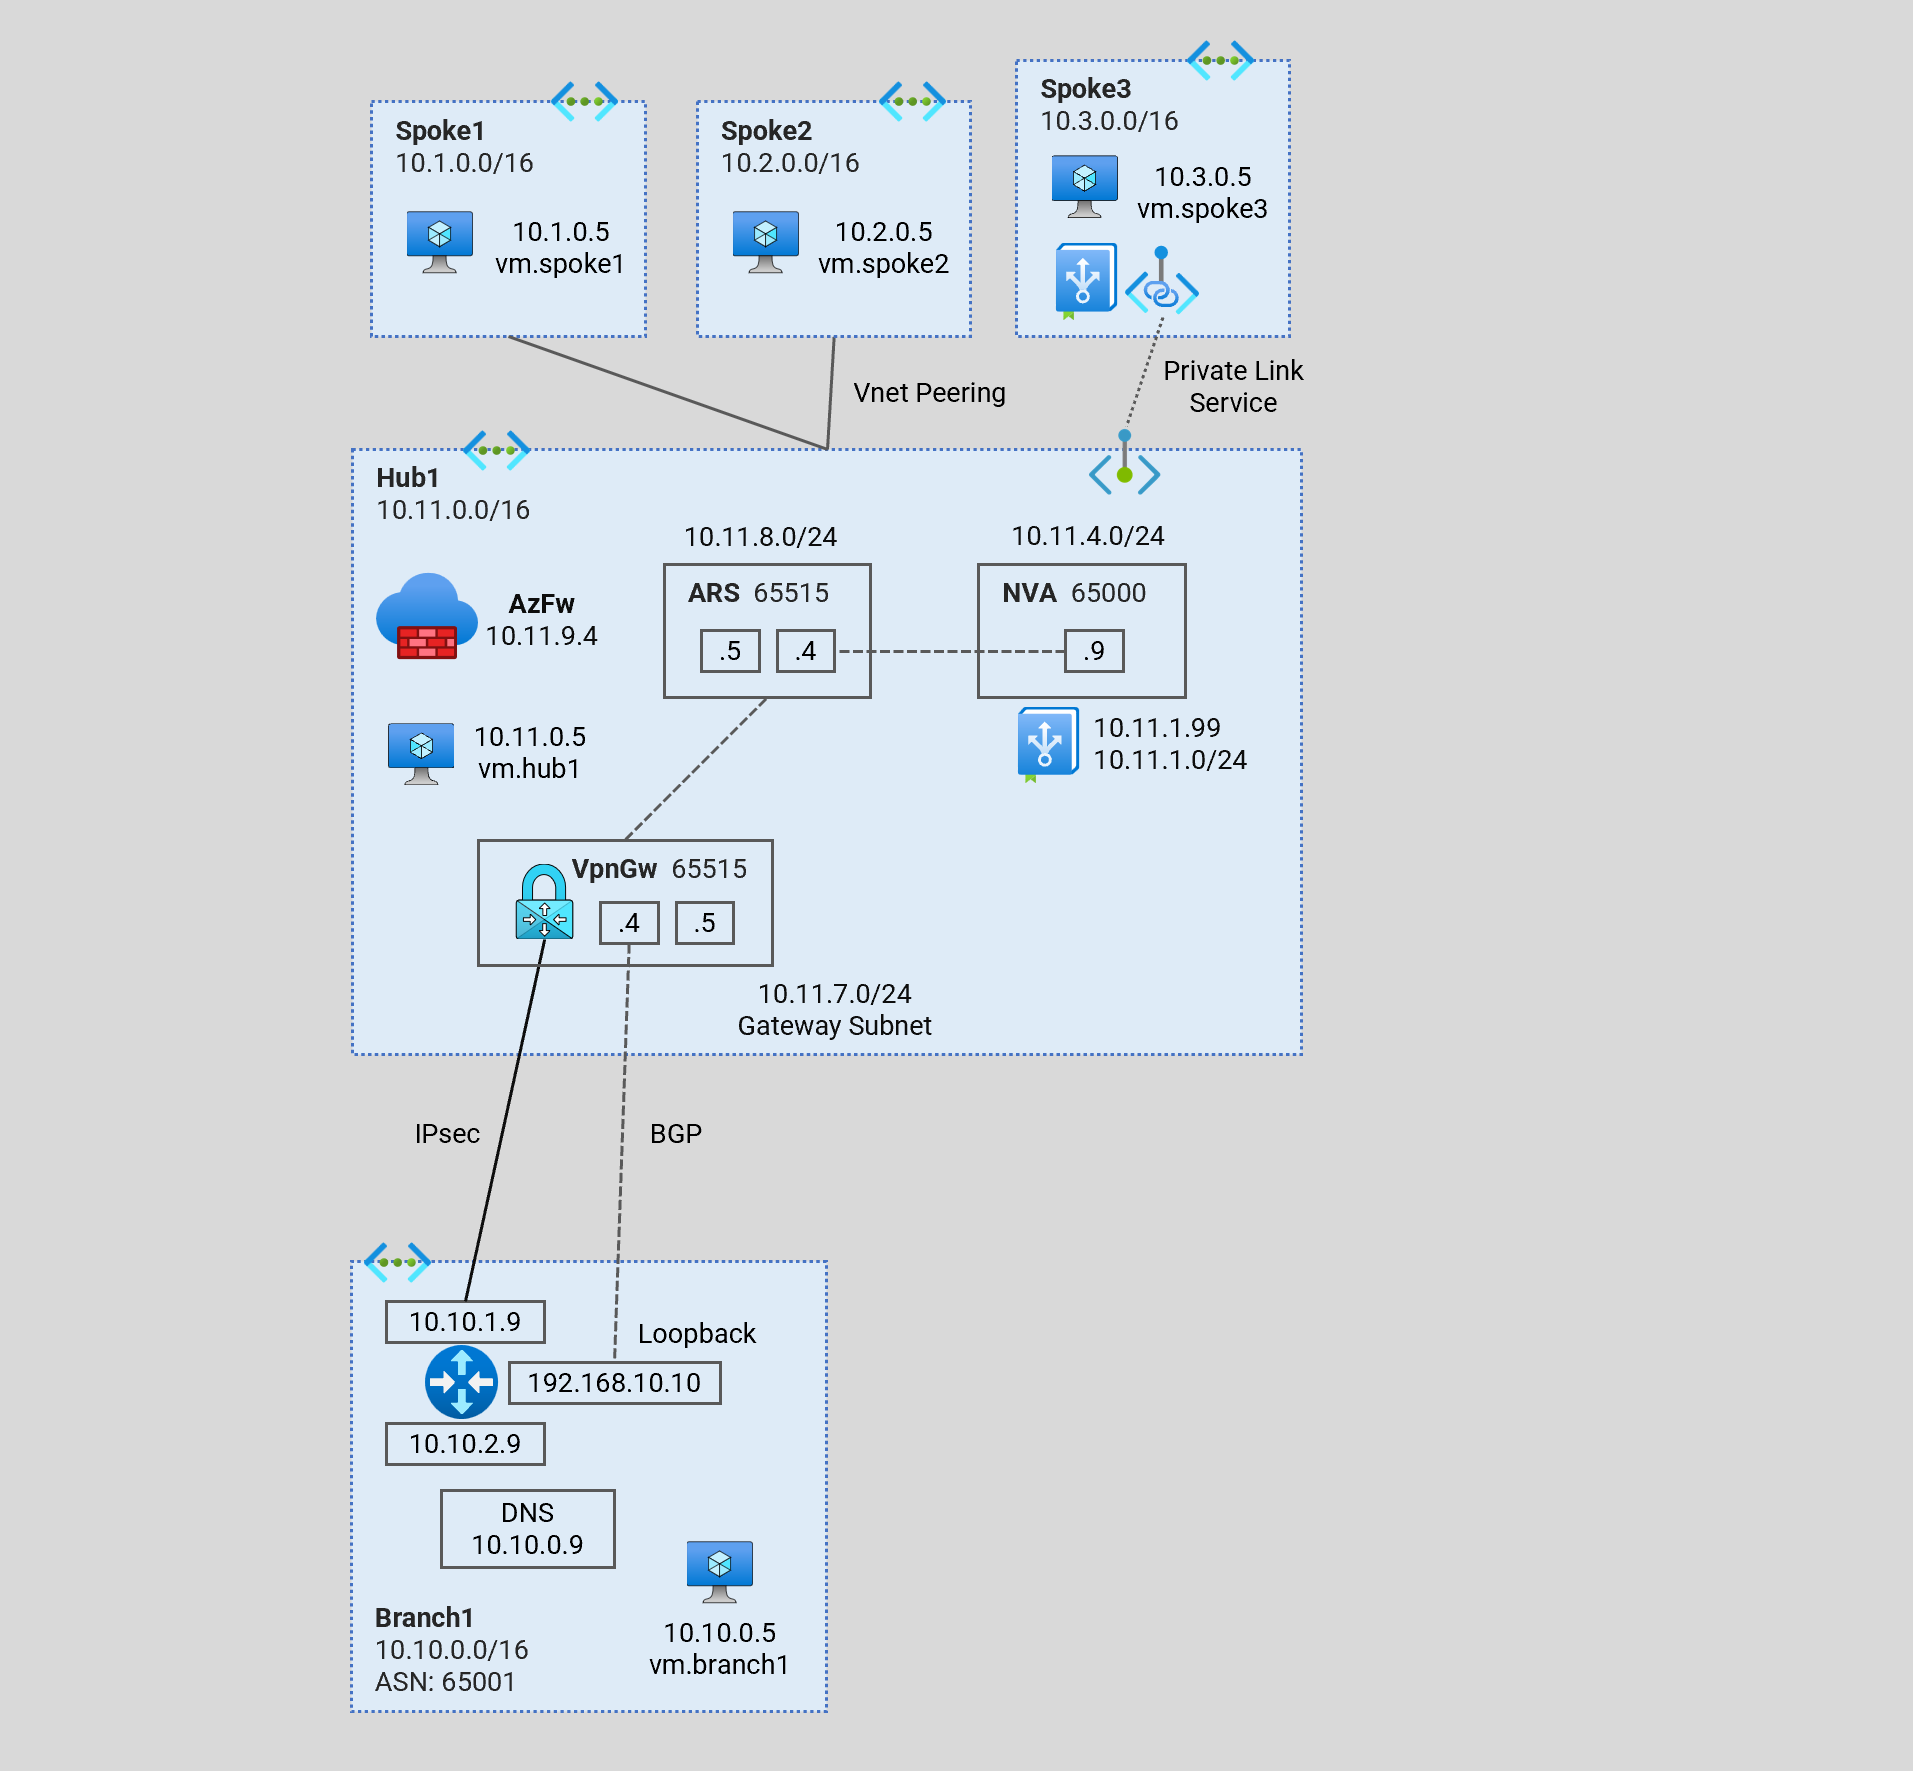 Spoke1
10.1.0.0/16
10.1.0.5
vm.spoke1
Spoke2
10.2.0.0/16
10.2.0.5
vm.spoke2
Spoke3
10.3.0.0/16
10.3.0.5
vm.spoke3
Vnet Peering
Private Link
Service
Hub1
10.11.0.0/16
10.11.8.0/24
10.11.4.0/24
AzFw
10.11.9.4
ARS 65515
.5
.4
NVA 65000
.9
10.11.0.5
vm.hub1
10.11.1.99
10.11.1.0/24
VpnGw 65515
.4
.5
10.11.7.0/24
Gateway Subnet
IPsec
BGP
10.10.1.9
Loopback
192.168.10.10
10.10.2.9
DNS
10.10.0.9
Branch1
10.10.0.0/16
ASN: 65001
10.10.0.5
vm.branch1